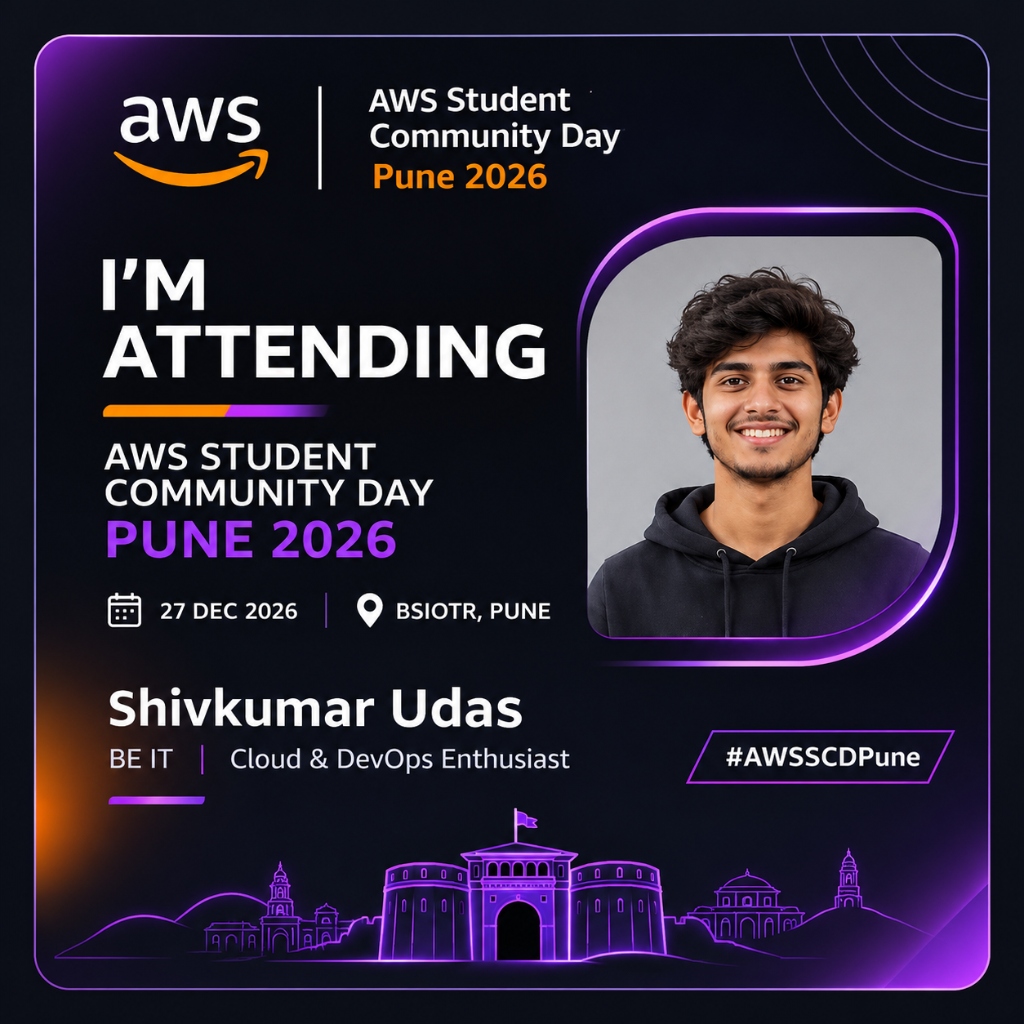 aws
AWS Student
Community Day
Pune 2026
I'M
ATTENDING
AWS STUDENT
COMMUNITY DAY
PUNE 2026
27 DEC 2026
BSIOTR, PUNE
Shivkumar Udas
BE IT | Cloud & DevOps Enthusiast
#AWSSCDPune